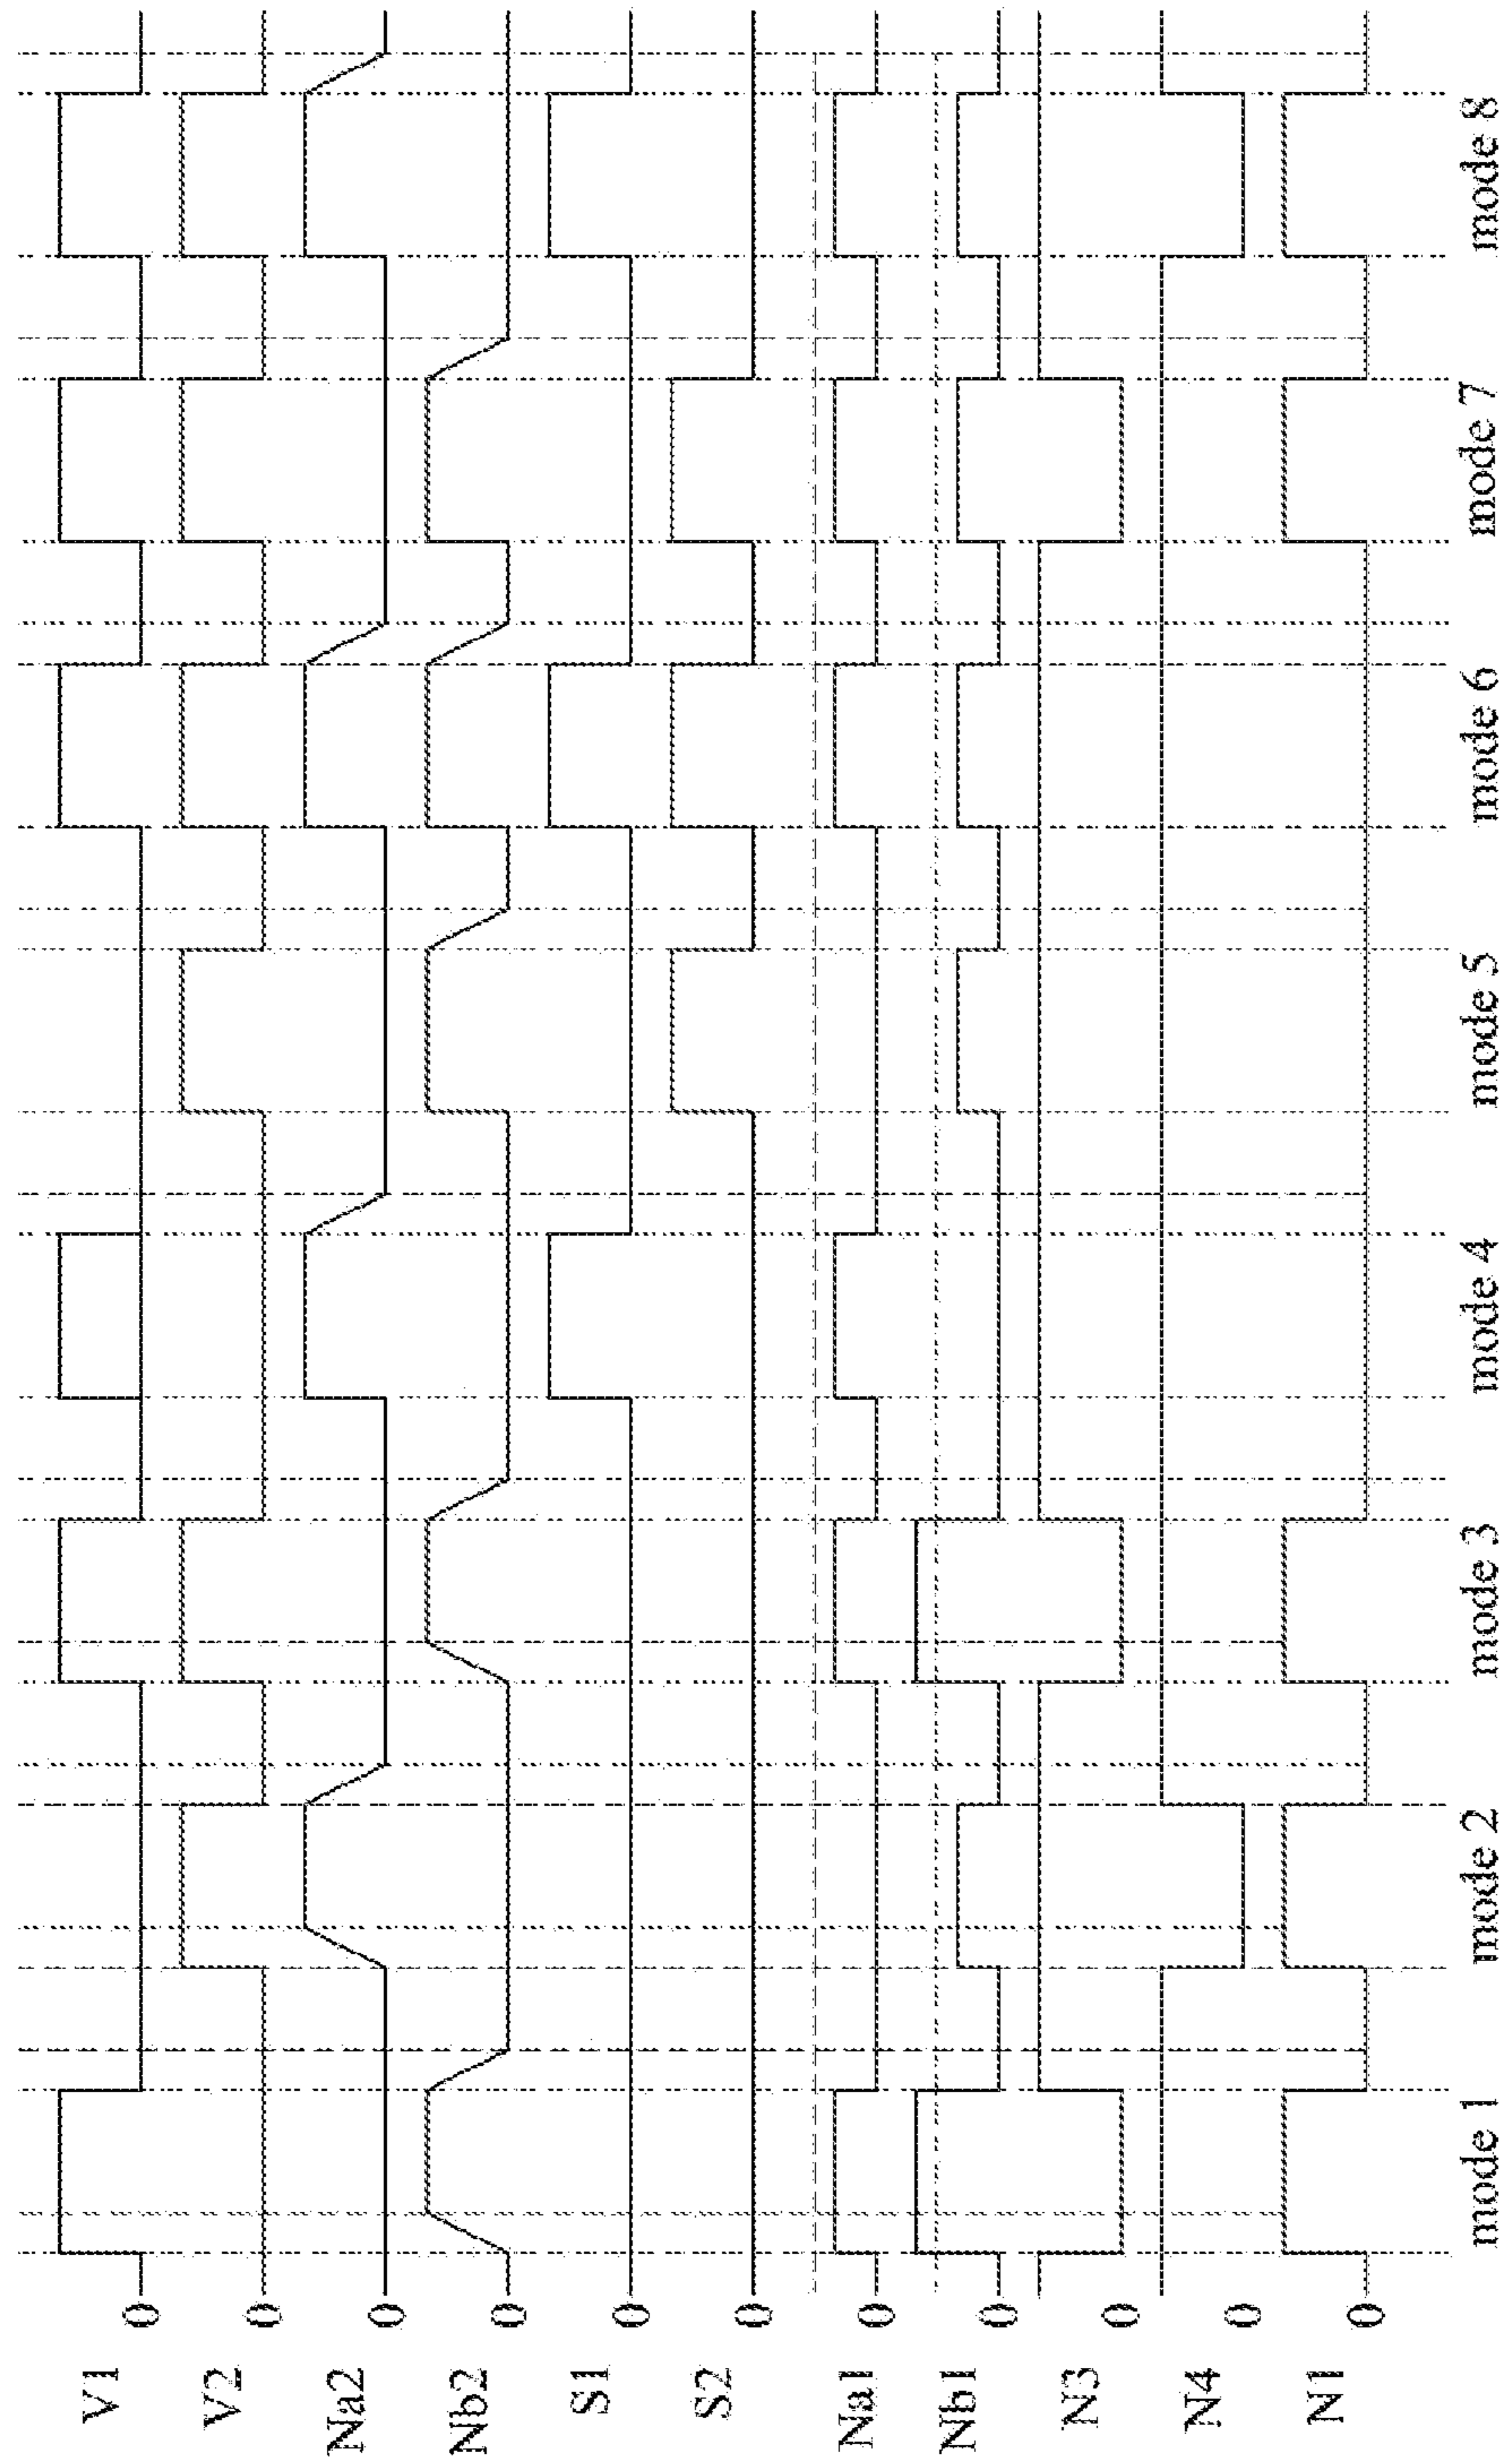 V1 0
V2 0
Na2 0
Nb2 0
S1 0
S2 0
Na1 0
Nb1 0
N3 0
N4 0
N1 0
mode 1 mode 2 mode 3 mode 4 mode 5 mode 6 mode 7 mode 8